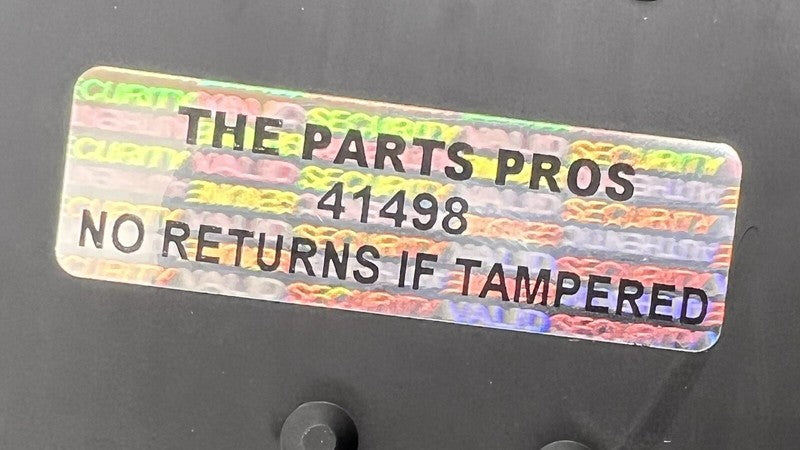 THE PARTS PROS
41498
NO RETURNS IF TAMPERED